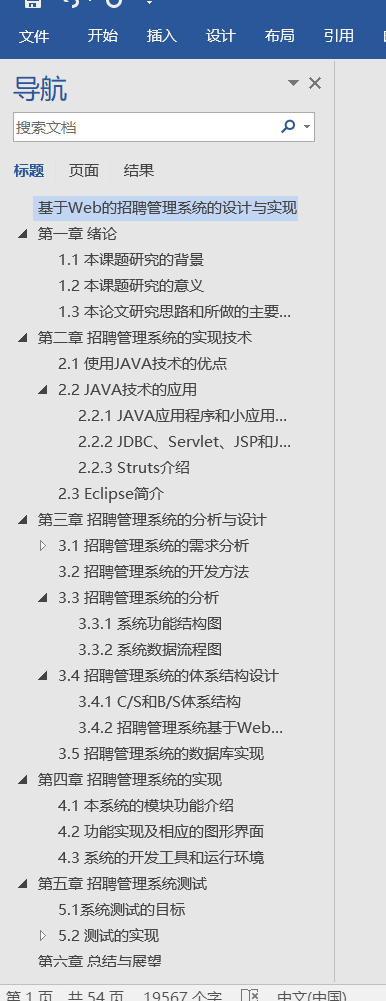 文件 开始 插入 设计 布局 引用
导航
搜索文档
标题 页面 结果
基于Web的招聘管理系统的设计与实现
第一章 绪论
1.1 本课题研究的背景
1.2 本课题研究的意义
1.3 本论文研究思路和所做的主要...
第二章 招聘管理系统的实现技术
2.1 使用JAVA技术的优点
2.2 JAVA技术的应用
2.2.1 JAVA应用程序和小应用...
2.2.2 JDBC、Servlet、JSP和J...
2.2.3 Struts介绍
2.3 Eclipse简介
第三章 招聘管理系统的分析与设计
3.1 招聘管理系统的需求分析
3.2 招聘管理系统的开发方法
3.3 招聘管理系统的分析
3.3.1 系统功能结构图
3.3.2 系统数据流程图
3.4 招聘管理系统的体系结构设计
3.4.1 C/S和B/S体系结构
3.4.2 招聘管理系统基于Web...
3.5 招聘管理系统的数据库实现
第四章 招聘管理系统的实现
4.1 本系统的模块功能介绍
4.2 功能实现及相应的图形界面
4.3 系统的开发工具和运行环境
第五章 招聘管理系统测试
5.1系统测试的目标
5.2 测试的实现
第六章 总结与展望
第 1 页，共 54 页 19567 个字 中文(中国)